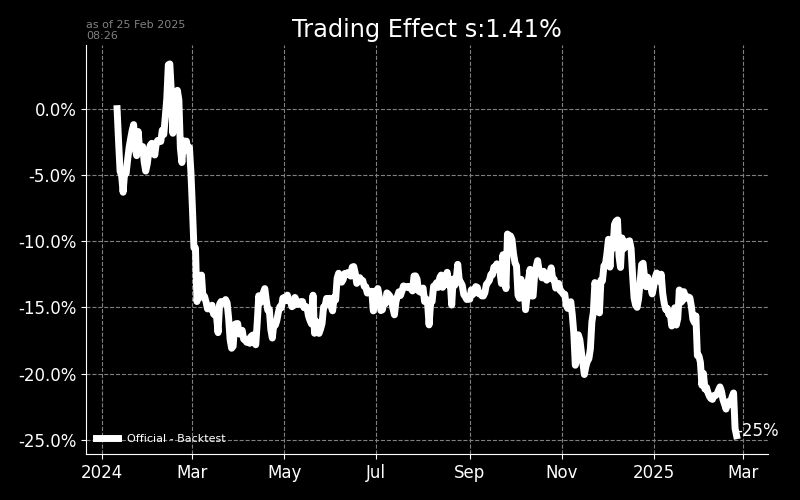 as of 25 Feb 2025
08:26
Trading Effect s:1.41%
0.0%
-5.0%
-10.0%
-15.0%
-20.0%
-25.0%
-25%
Official - Backtest
2024 Mar May Jul Sep Nov 2025 Mar